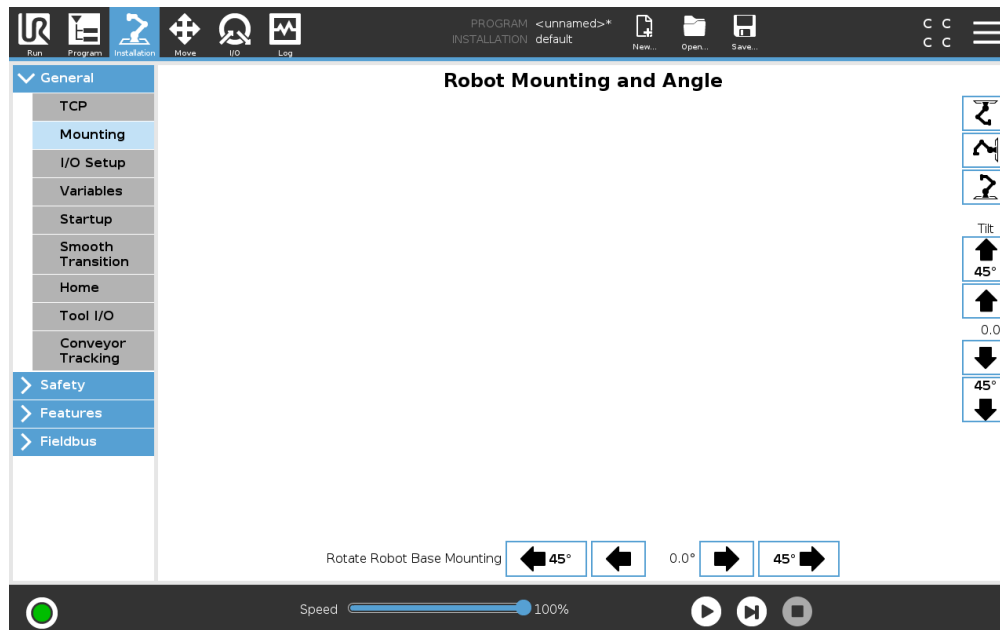 UR
PROGRAM <unnamed>*
INSTALLATION default
C C
C C
Run
Program
Installation
Move
I/O
Log
New...
Open...
Save...
General
TCP
Mounting
I/O Setup
Variables
Startup
Smooth
Transition
Home
Tool I/O
Conveyor
Tracking
Safety
Features
Fieldbus
Robot Mounting and Angle
Tilt
45°
0.0
45°
Rotate Robot Base Mounting
45°
0.0°
45°
Speed
100%